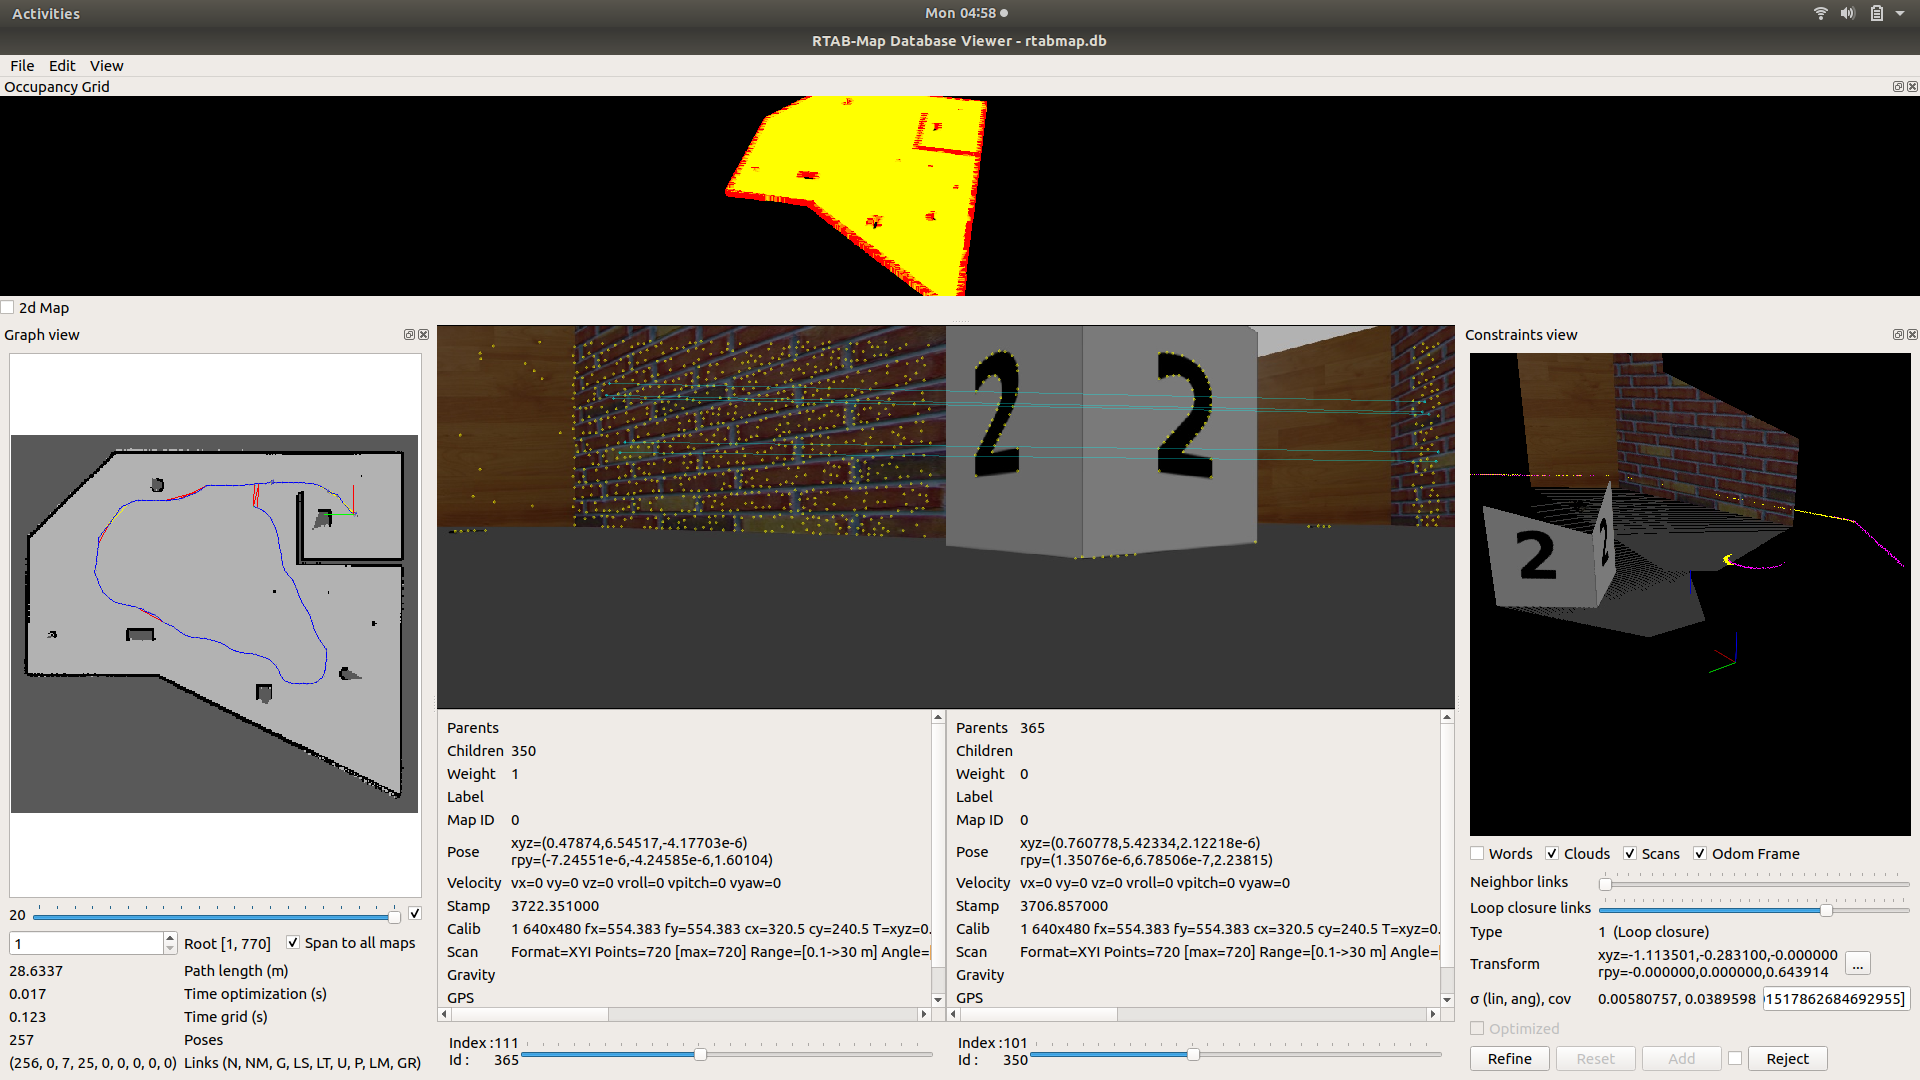 Activities
Mon 04:58
RTAB-Map Database Viewer - rtabmap.db
File Edit View
Occupancy Grid
2d Map
Graph view
20
1
Root [1, 770]
Span to all maps
28.6337 Path length (m)
0.017 Time optimization (s)
0.123 Time grid (s)
257 Poses
(256, 0, 7, 25, 0, 0, 0, 0, 0) Links (N, NM, G, LS, LT, U, P, LM, GR)
2 2
Parents
Children 350
Weight 1
Label
Map ID 0
Pose xyz=(0.47874,6.54517,-4.17703e-6)
rpy=(-7.24551e-6,-4.24585e-6,1.60104)
Velocity vx=0 vy=0 vz=0 vroll=0 vpitch=0 vyaw=0
Stamp 3722.351000
Calib 1 640x480 fx=554.383 fy=554.383 cx=320.5 cy=240.5 T=xyz=0.
Scan Format=XYI Points=720 [max=720] Range=[0.1->30 m] Angle=[
Gravity
GPS
Index :111
Id : 365
Parents 365
Children
Weight 0
Label
Map ID 0
Pose xyz=(0.760778,5.42334,2.12218e-6)
rpy=(1.35076e-6,6.78506e-7,2.23815)
Velocity vx=0 vy=0 vz=0 vroll=0 vpitch=0 vyaw=0
Stamp 3706.857000
Calib 1 640x480 fx=554.383 fy=554.383 cx=320.5 cy=240.5 T=xyz=0.
Scan Format=XYI Points=720 [max=720] Range=[0.1->30 m] Angle=[
Gravity
GPS
Index :101
Id : 350
Constraints view
2 2
Words Clouds Scans Odom Frame
Neighbor links
Loop closure links
Type 1 (Loop closure)
Transform xyz=-1.113501,-0.283100,-0.000000
rpy=-0.000000,0.000000,0.643914
...
σ (lin, ang), cov 0.00580757, 0.0389598 01517862684692955]
Optimized
Refine Reset Add Reject